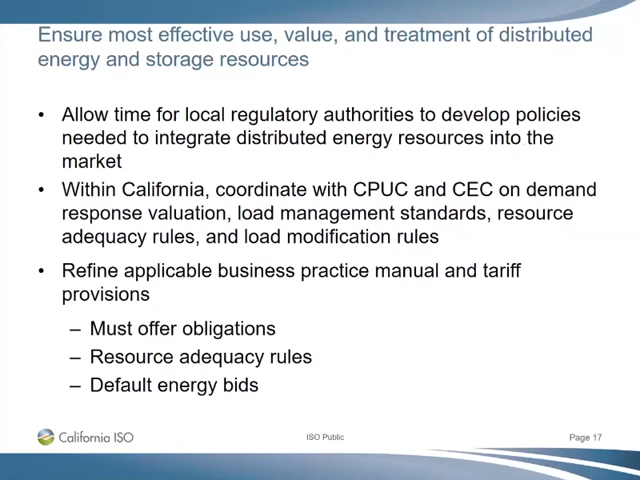 Ensure most effective use, value, and treatment of distributed
energy and storage resources
• Allow time for local regulatory authorities to develop policies
needed to integrate distributed energy resources into the
market
• Within California, coordinate with CPUC and CEC on demand
response valuation, load management standards, resource
adequacy rules, and load modification rules
• Refine applicable business practice manual and tariff
provisions
– Must offer obligations
– Resource adequacy rules
– Default energy bids
California ISO
ISO Public
Page 17